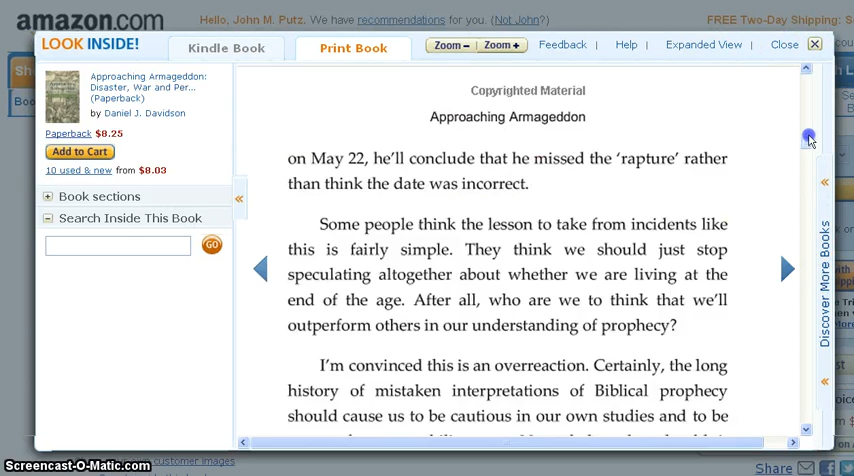 amazon.com
Hello, John M. Putz. We have recommendations for you. (Not John?)
FREE Two-Day Shipping:
LOOK INSIDE!
Kindle Book
Print Book
Zoom −
Zoom +
Feedback | Help | Expanded View | Close
Approaching Armageddon:
Disaster, War and Per...
(Paperback)
by Daniel J. Davidson
Paperback $8.25
Add to Cart
10 used & new from $8.03
Book sections
Search Inside This Book
GO
Copyrighted Material
Approaching Armageddon
on May 22, he'll conclude that he missed the 'rapture' rather
than think the date was incorrect.
Some people think the lesson to take from incidents like
this is fairly simple. They think we should just stop
speculating altogether about whether we are living at the
end of the age. After all, who are we to think that we'll
outperform others in our understanding of prophecy?
I'm convinced this is an overreaction. Certainly, the long
history of mistaken interpretations of Biblical prophecy
should cause us to be cautious in our own studies and to be
Discover More Books
own customer images
Share
Screencast-O-Matic.com